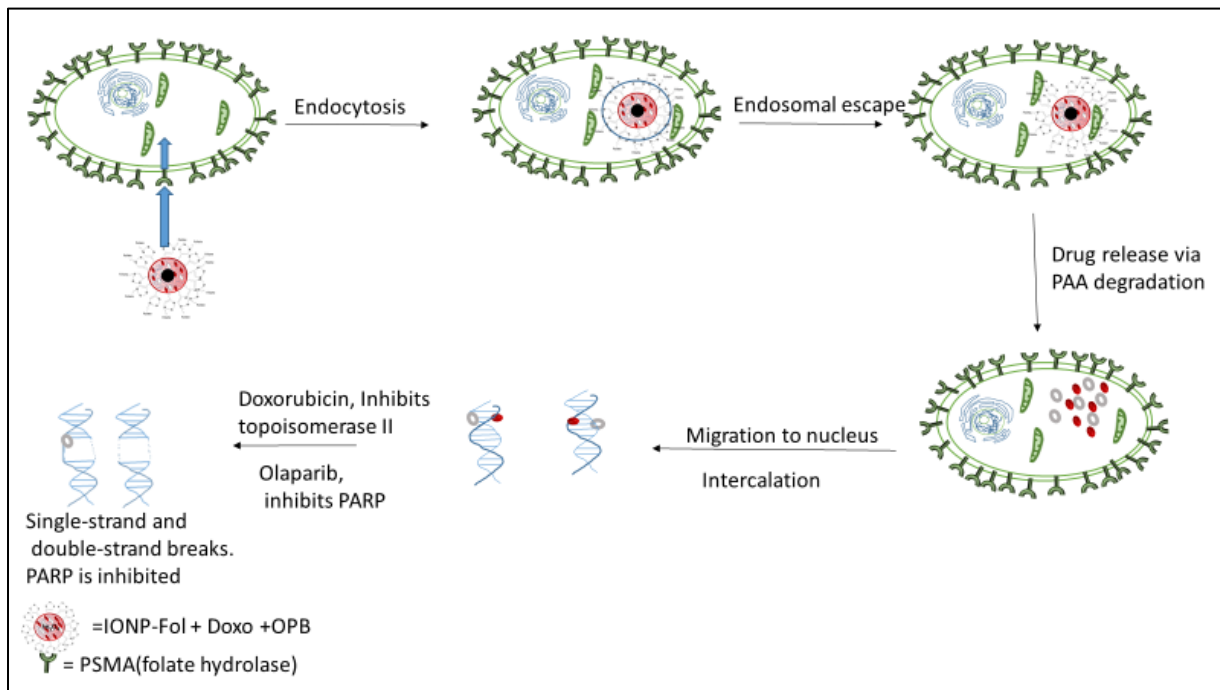 Endocytosis
Endosomal escape
Drug release via
PAA degradation
Migration to nucleus
Intercalation
Doxorubicin, Inhibits
topoisomerase II
Olaparib,
inhibits PARP
Single-strand and
double-strand breaks.
PARP is inhibited
=IONP-Fol + Doxo +OPB
= PSMA(folate hydrolase)